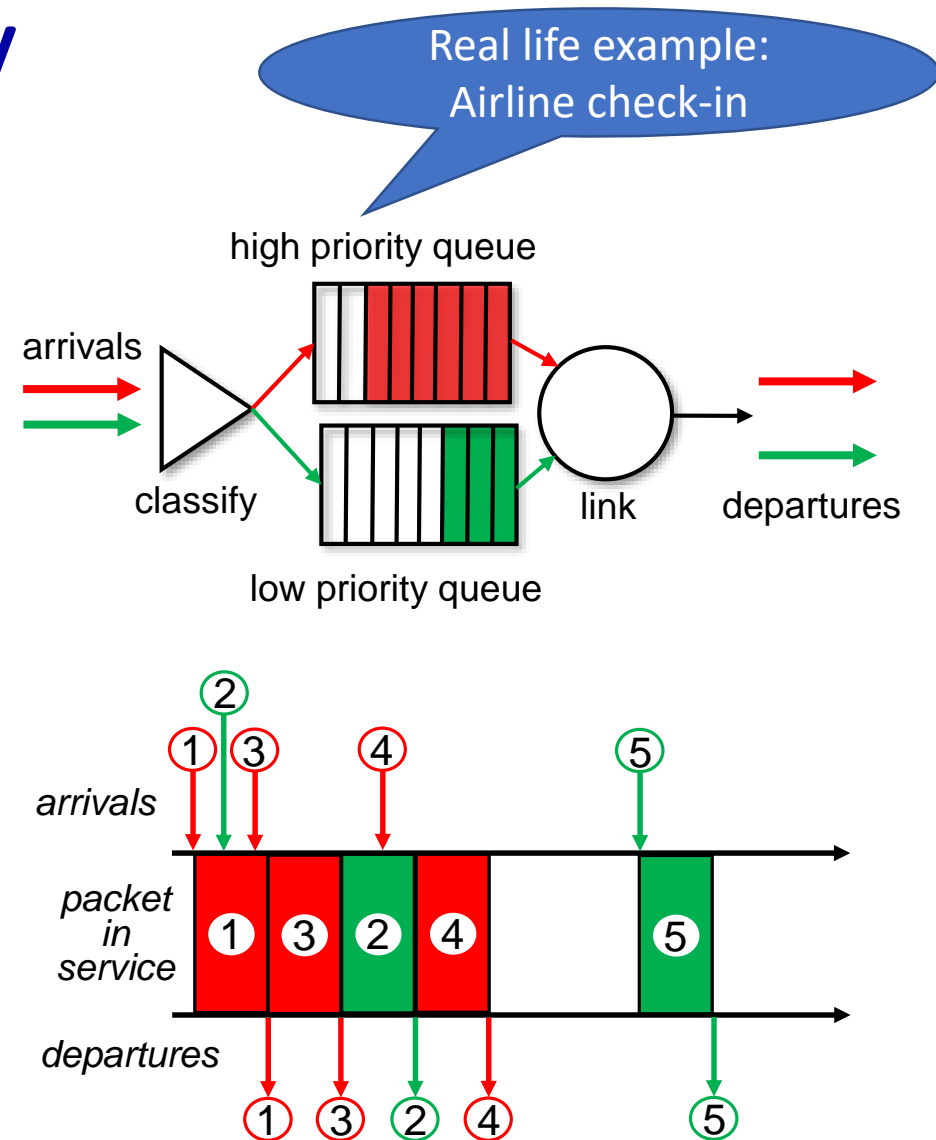 y
Real life example:
Airline check-in
high priority queue
arrivals
classify
link
departures
low priority queue
2
1
3
4
5
arrivals
packet
in
service
1
3
2
4
5
departures
1
3
2
4
5